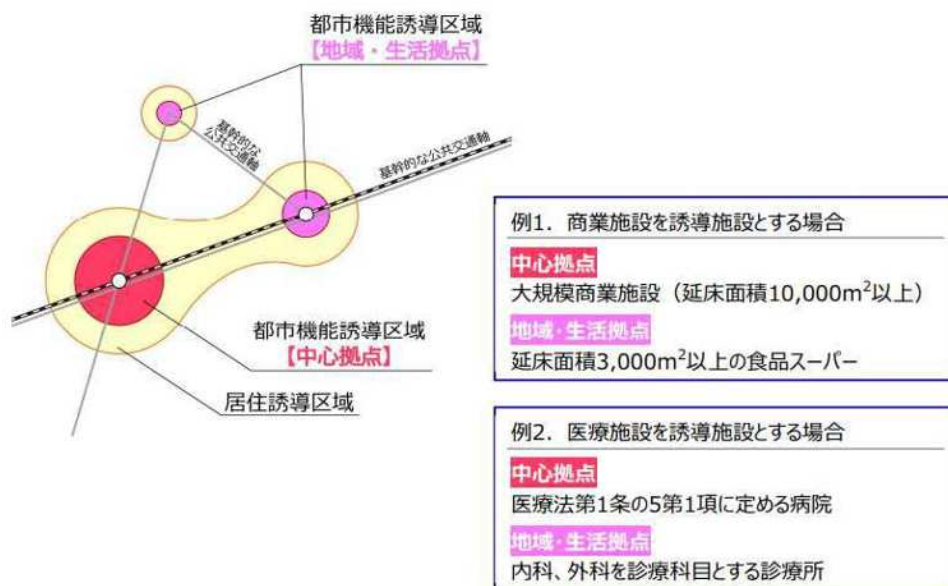 都市機能誘導区域
【地域・生活拠点】
基幹的な
公共交通軸
基幹的な公共交通軸
都市機能誘導区域
【中心拠点】
居住誘導区域
例1．商業施設を誘導施設とする場合
中心拠点
大規模商業施設（延床面積10,000m²以上）
地域・生活拠点
延床面積3,000m²以上の食品スーパー
例2．医療施設を誘導施設とする場合
中心拠点
医療法第1条の5第1項に定める病院
地域・生活拠点
内科、外科を診療科目とする診療所